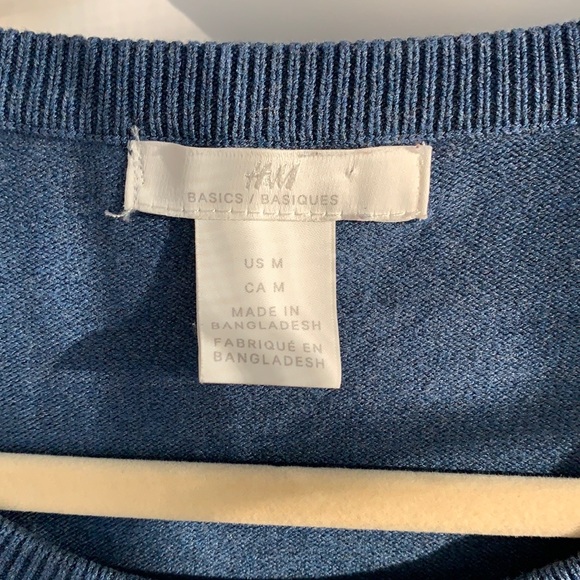 H&M
BASICS / BASIQUES
US M
CA M
MADE IN
BANGLADESH
FABRIQUÉ EN
BANGLADESH